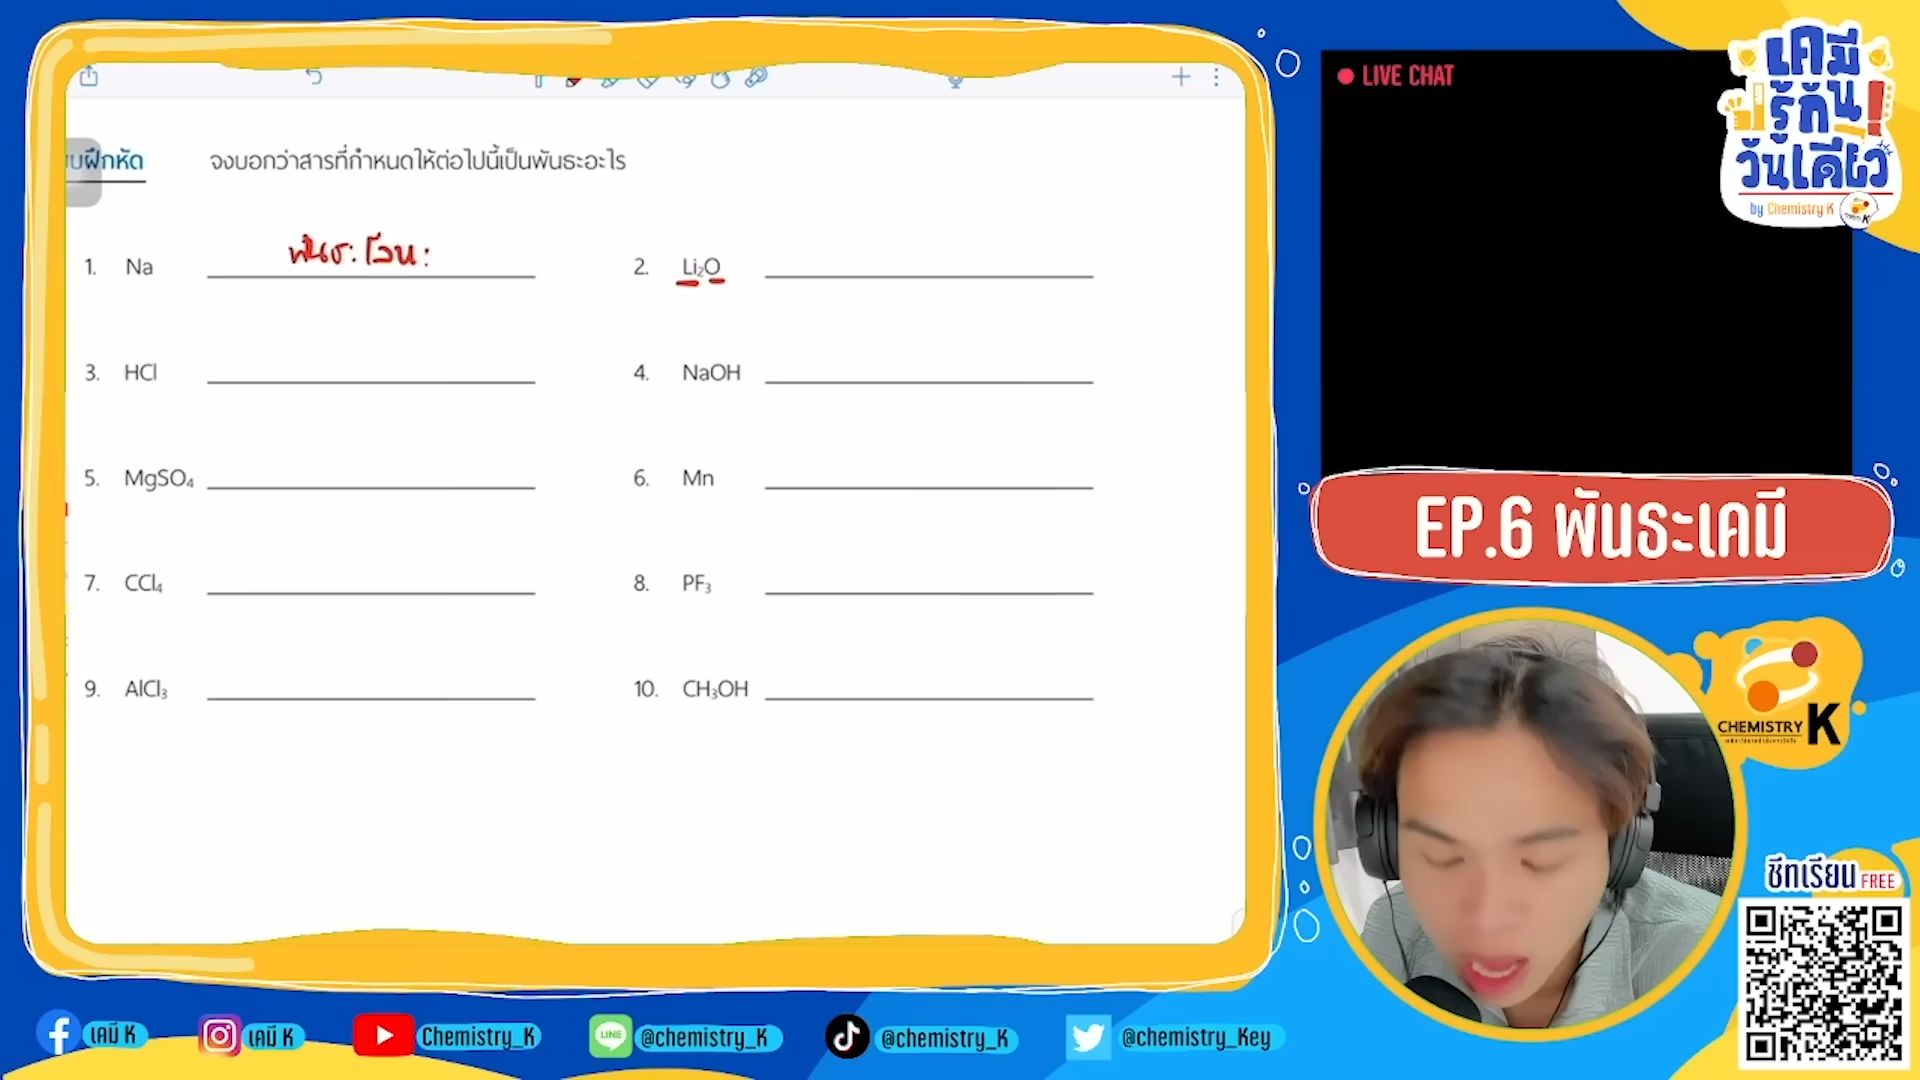 บฝึกหัด จงบอกว่าสารที่กำหนดให้ต่อไปนี้เป็นพันธะอะไร
1. Na พันธะโลหะ
2. Li₂O
3. HCl
4. NaOH
5. MgSO₄
6. Mn
7. CCl₄
8. PF₃
9. AlCl₃
10. CH₃OH
LIVE CHAT
เคมี
รู้กัน!
วันเดียว
by Chemistry K
EP.6 พันธะเคมี
CHEMISTRY K
ชีทเรียน FREE
เคมี K
เคมี K
Chemistry_K
LINE
@chemistry_K
@chemistry_K
@chemistry_Key